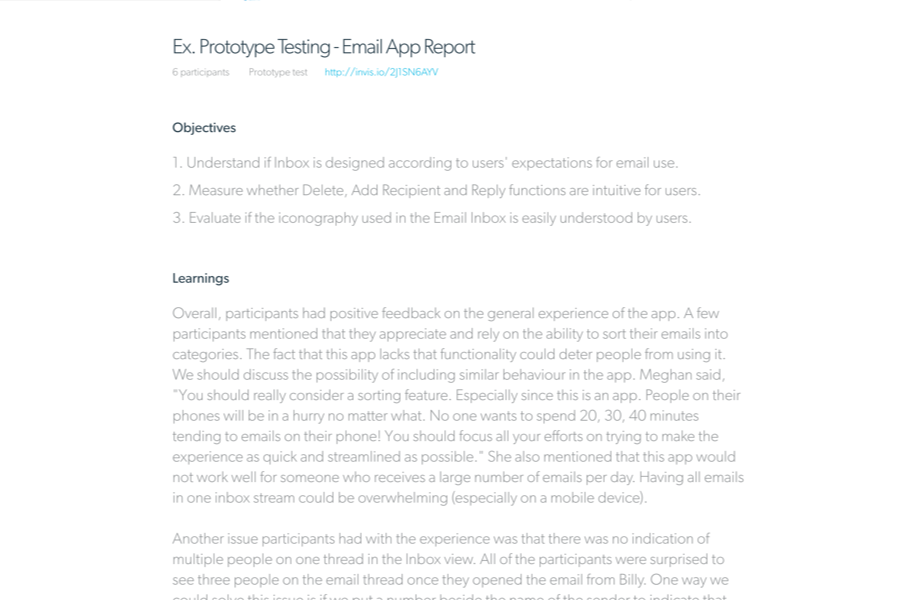 Ex. Prototype Testing - Email App Report
6 participants Prototype test http://invis.io/2J1SN6AYV
Objectives
1. Understand if Inbox is designed according to users' expectations for email use.
2. Measure whether Delete, Add Recipient and Reply functions are intuitive for users.
3. Evaluate if the iconography used in the Email Inbox is easily understood by users.
Learnings
Overall, participants had positive feedback on the general experience of the app. A few
participants mentioned that they appreciate and rely on the ability to sort their emails into
categories. The fact that this app lacks that functionality could deter people from using it.
We should discuss the possibility of including similar behaviour in the app. Meghan said,
"You should really consider a sorting feature. Especially since this is an app. People on their
phones will be in a hurry no matter what. No one wants to spend 20, 30, 40 minutes
tending to emails on their phone! You should focus all your efforts on trying to make the
experience as quick and streamlined as possible." She also mentioned that this app would
not work well for someone who receives a large number of emails per day. Having all emails
in one inbox stream could be overwhelming (especially on a mobile device).
Another issue participants had with the experience was that there was no indication of
multiple people on one thread in the Inbox view. All of the participants were surprised to
see three people on the email thread once they opened the email from Billy. One way we
could solve this issue is if we put a number beside the name of the sender to indicate that